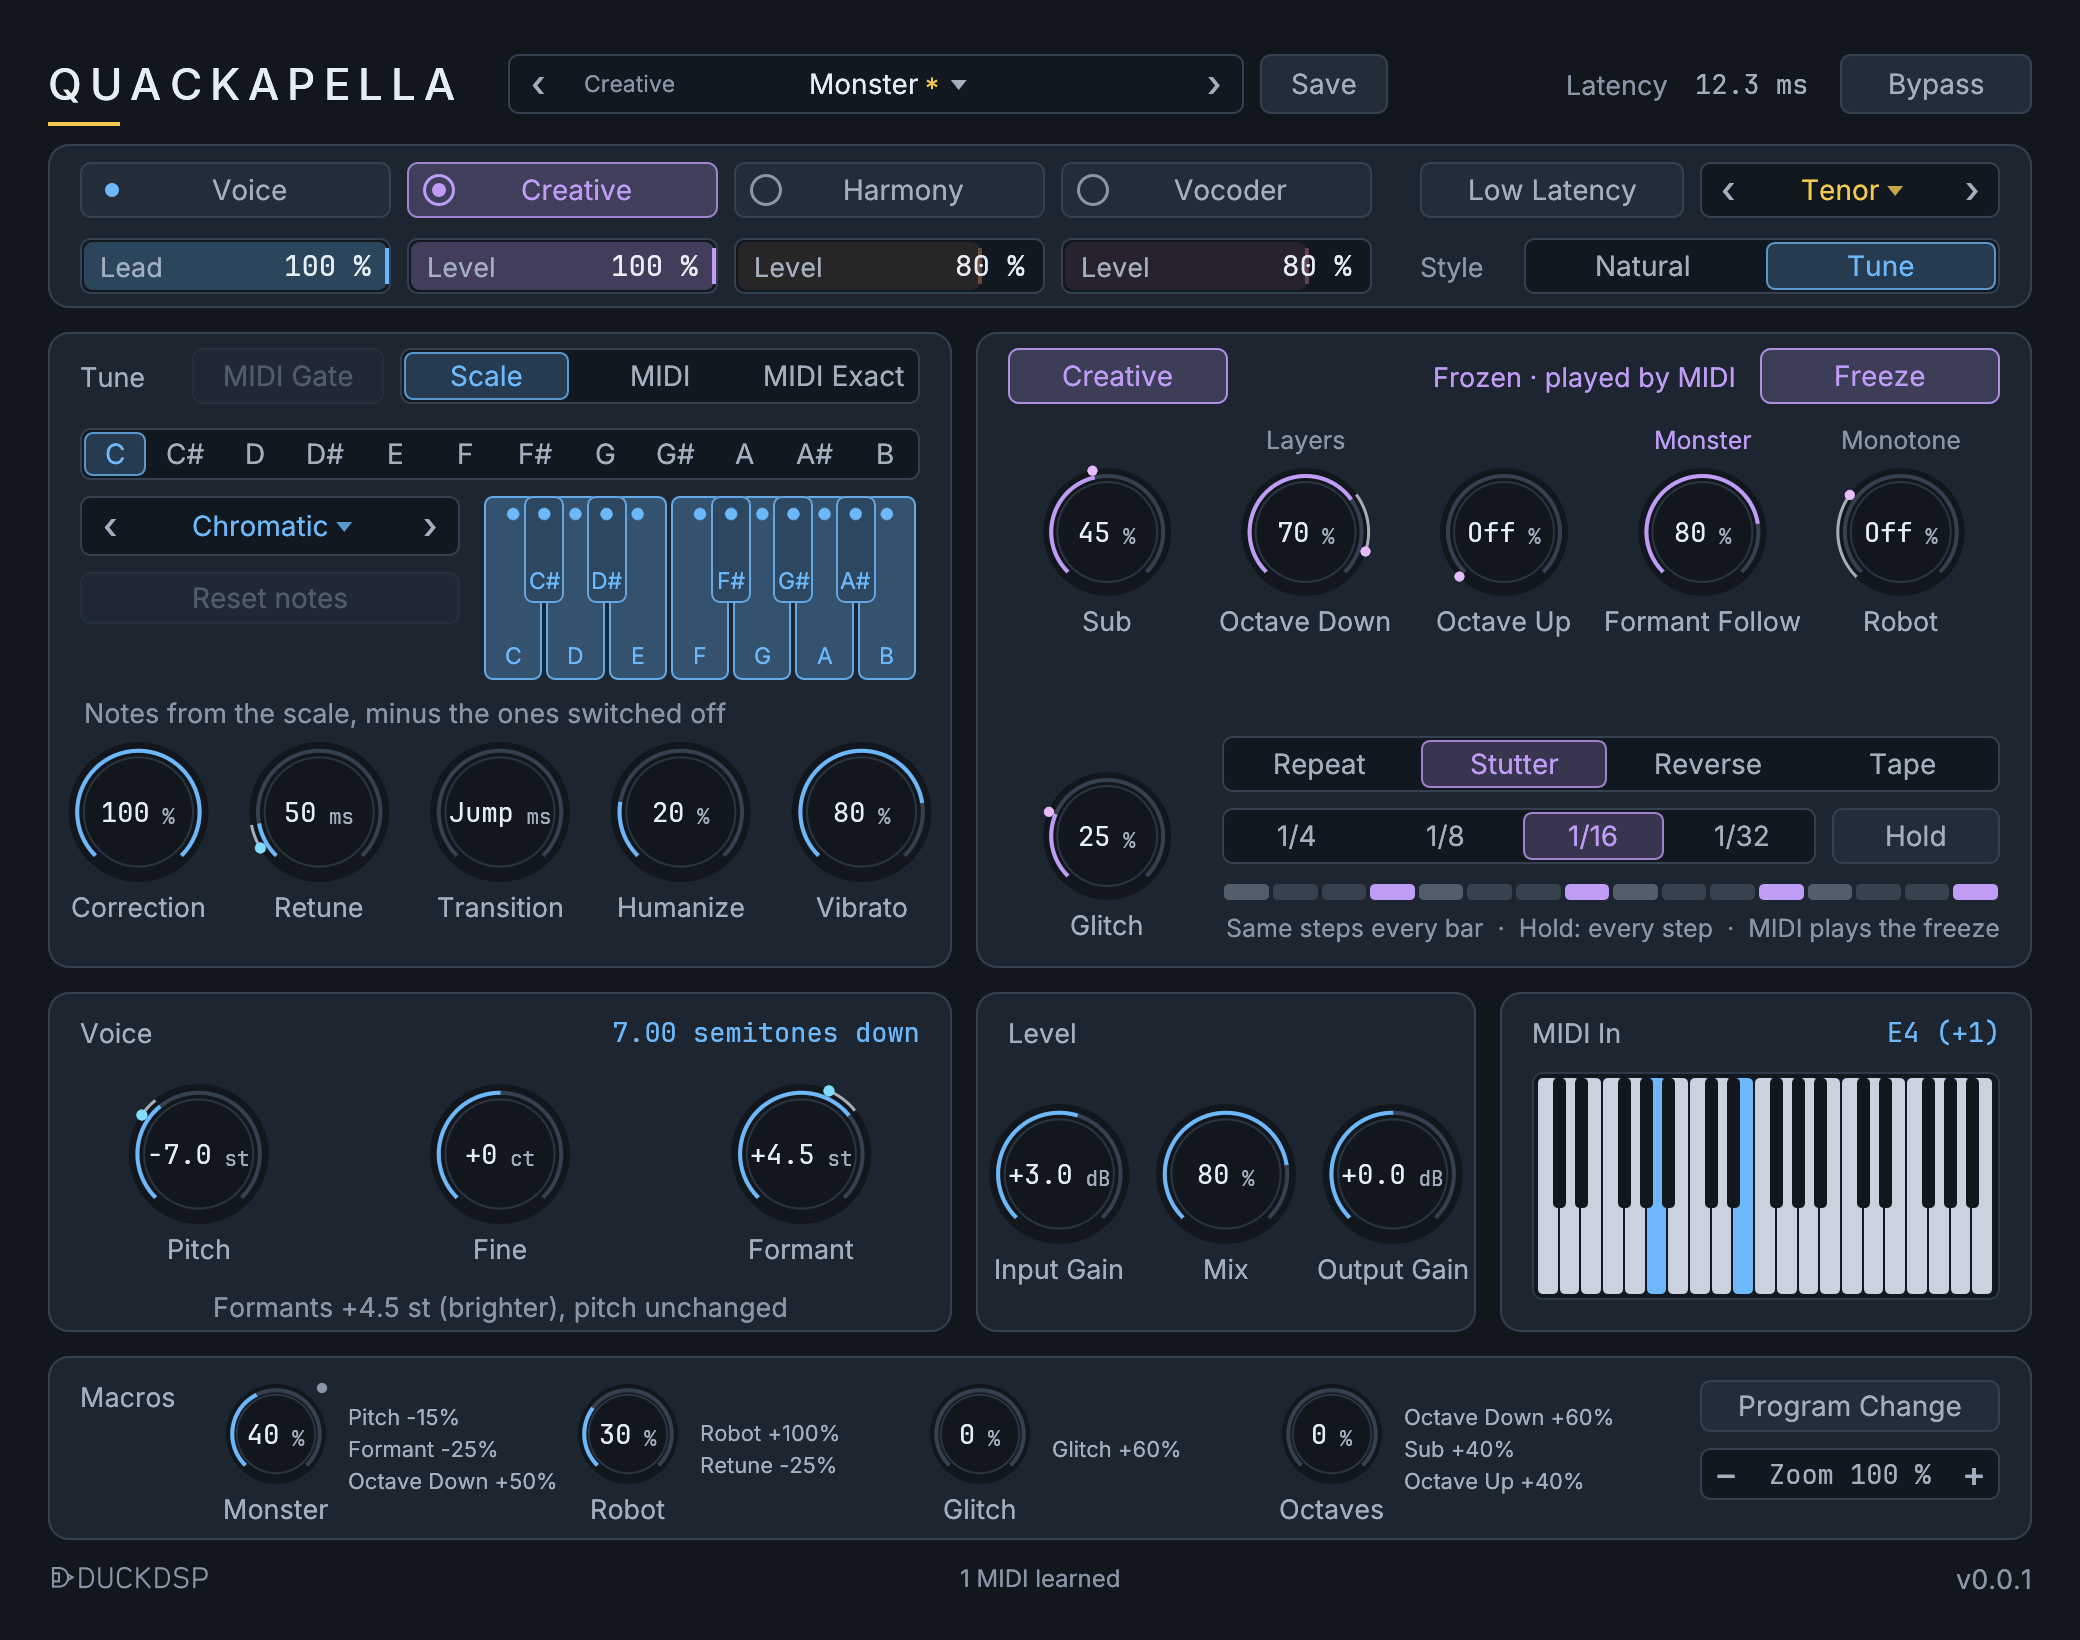 QUACKAPELLA
‹ Creative Monster * ›
Save
Latency 12.3 ms
Bypass
Voice Creative Harmony Vocoder Low Latency ‹ Tenor ›
Lead 100 % Level 100 % Level 80 % Level 80 % Style Natural Tune
Tune MIDI Gate Scale MIDI MIDI Exact
C C# D D# E F F# G G# A A# B
‹ Chromatic ›
Reset notes
C# D# F# G# A#
C D E F G A B
Notes from the scale, minus the ones switched off
100 % 50 ms Jump ms 20 % 80 %
Correction Retune Transition Humanize Vibrato
Creative Frozen · played by MIDI Freeze
Layers Monster Monotone
45 % 70 % Off % 80 % Off %
Sub Octave Down Octave Up Formant Follow Robot
Repeat Stutter Reverse Tape
25 % 1/4 1/8 1/16 1/32 Hold
Glitch
Same steps every bar · Hold: every step · MIDI plays the freeze
Voice 7.00 semitones down
-7.0 st +0 ct +4.5 st
Pitch Fine Formant
Formants +4.5 st (brighter), pitch unchanged
Level
+3.0 dB 80 % +0.0 dB
Input Gain Mix Output Gain
MIDI In E4 (+1)
Macros
40 %
Monster
Pitch -15%
Formant -25%
Octave Down +50%
30 %
Robot
Robot +100%
Retune -25%
0 %
Glitch
Glitch +60%
0 %
Octaves
Octave Down +60%
Sub +40%
Octave Up +40%
Program Change
− Zoom 100 % +
DUCKDSP
1 MIDI learned
v0.0.1